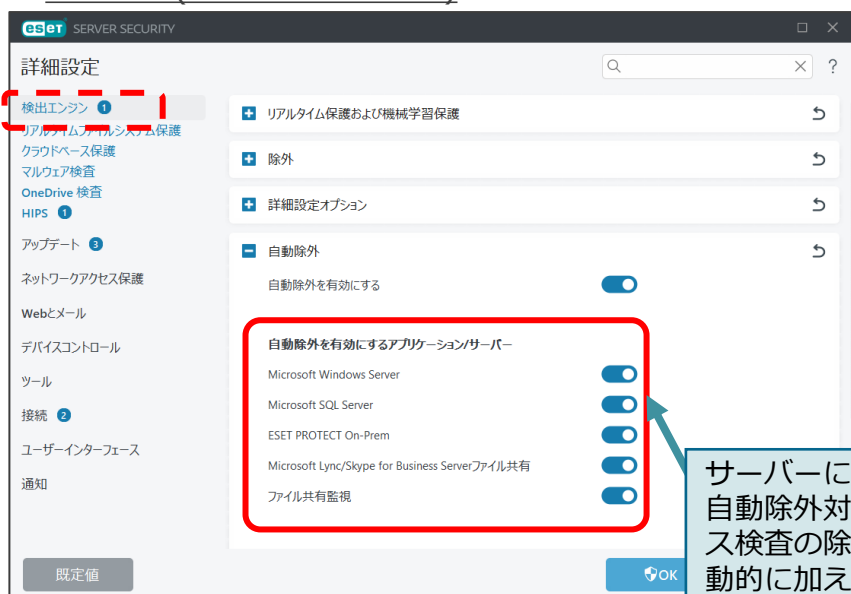 eset SERVER SECURITY
詳細設定
?
検出エンジン 1
リアルタイムファイルシステム保護
クラウドベース保護
マルウェア検査
OneDrive 検査
HIPS 1
アップデート 3
ネットワークアクセス保護
Webとメール
デバイスコントロール
ツール
接続 2
ユーザーインターフェース
通知
リアルタイム保護および機械学習保護
除外
詳細設定オプション
自動除外
自動除外を有効にする
自動除外を有効にするアプリケーション/サーバー
Microsoft Windows Server
Microsoft SQL Server
ESET PROTECT On-Prem
Microsoft Lync/Skype for Business Serverファイル共有
ファイル共有監視
サーバーに
自動除外対
ス検査の除
動的に加え
既定値
OK